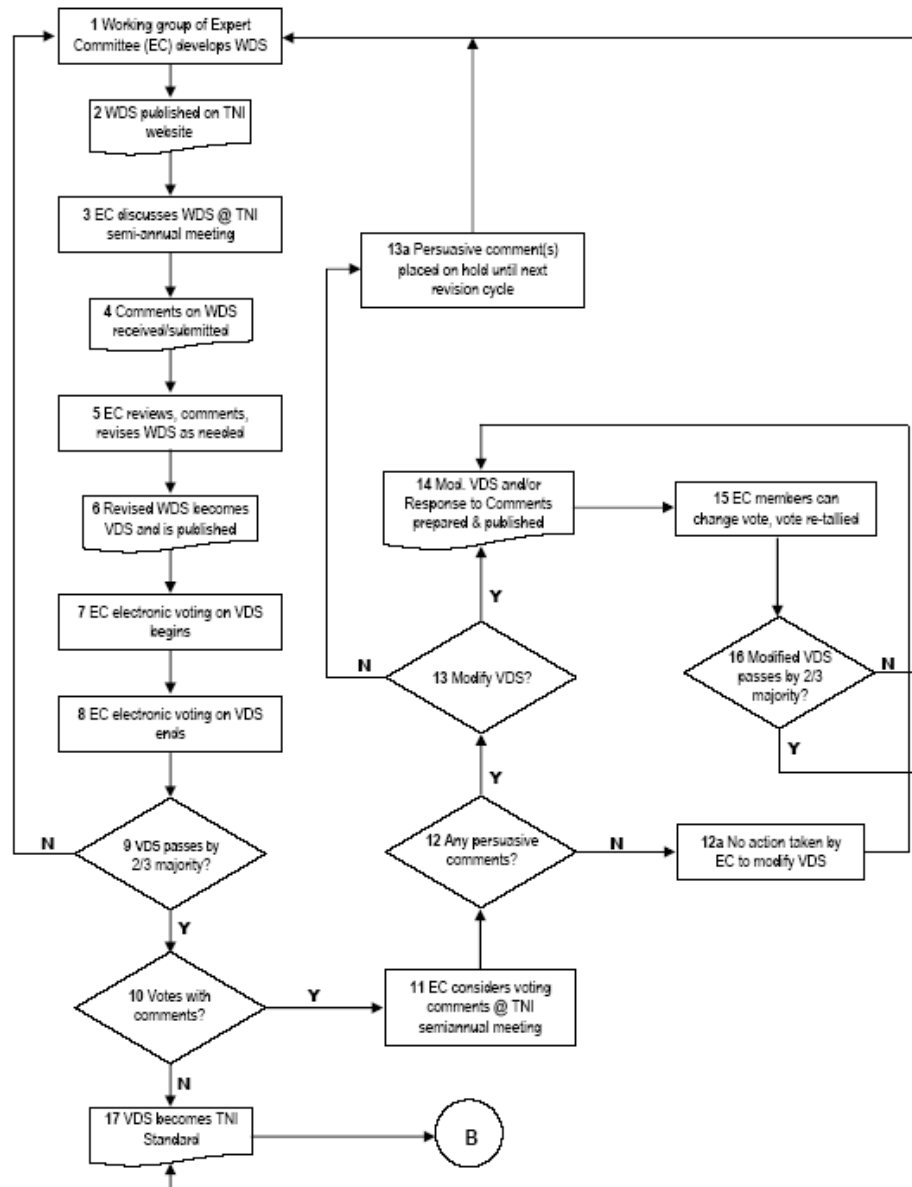 1 Working group of Expert
Committee (EC) develops WDS
2 WDS published on TNI
website
3 EC discusses WDS @ TNI
semi-annual meeting
4 Comments on WDS
received/submitted
5 EC reviews, comments,
revises WDS as needed
6 Revised WDS becomes
VDS and is published
7 EC electronic voting on VDS
begins
8 EC electronic voting on VDS
ends
N
9 VDS passes by
2/3 majority?
Y
10 Votes with
comments?
Y
N
17 VDS becomes TNI
Standard
B
11 EC considers voting
comments @ TNI
semiannual meeting
12 Any persuasive
comments?
N
Y
12a No action taken by
EC to modify VDS
13 Modify VDS?
N
Y
13a Persuasive comment(s)
placed on hold until next
revision cycle
14 Mod. VDS and/or
Response to Comments
prepared & published
15 EC members can
change vote, vote re-tallied
16 Modified VDS
passes by 2/3
majority?
N
Y